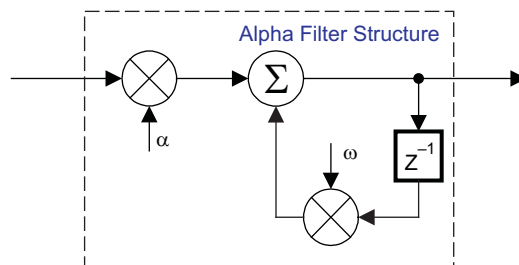 Alpha Filter Structure
Σ
α
ω
Z⁻¹